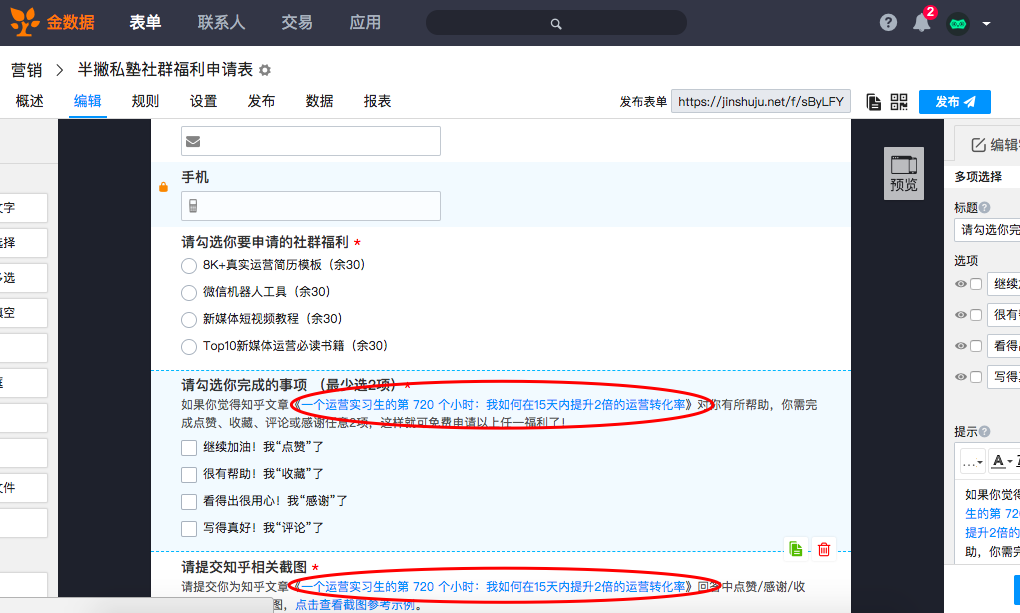 金数据 表单 联系人 交易 应用 2
营销 > 半撇私塾社群福利申请表
概述 编辑 规则 设置 发布 数据 报表 发布表单 https://jinshuju.net/f/sByLFY 发布
预览
编辑
多项选择
手机
文字
标题
请勾选你要申请的社群福利 *
请勾选你完
选择
8K+真实运营简历模板（余30）
选项
多选
微信机器人工具（余30）
继续
填空
新媒体短视频教程（余30）
很有
Top10新媒体运营必读书籍（余30）
看得
框
请勾选你完成的事项 （最少选2项） *
写得
如果你觉得知乎文章《一个运营实习生的第 720 个小时：我如何在15天内提升2倍的运营转化率》对你有所帮助，你需完
成点赞、收藏、评论或感谢任意2项，这样就可免费申请以上任一福利了！
提示
继续加油！我“点赞”了
很有帮助！我“收藏”了
... A
文件
看得出很用心！我“感谢”了
如果你觉得
写得真好！我“评论”了
生的第 720
提升2倍的
助，你需完
请提交知乎相关截图 *
请提交你为知乎文章《一个运营实习生的第 720 个小时：我如何在15天内提升2倍的运营转化率》回答中点赞/感谢/收
图，点击查看截图参考示例。